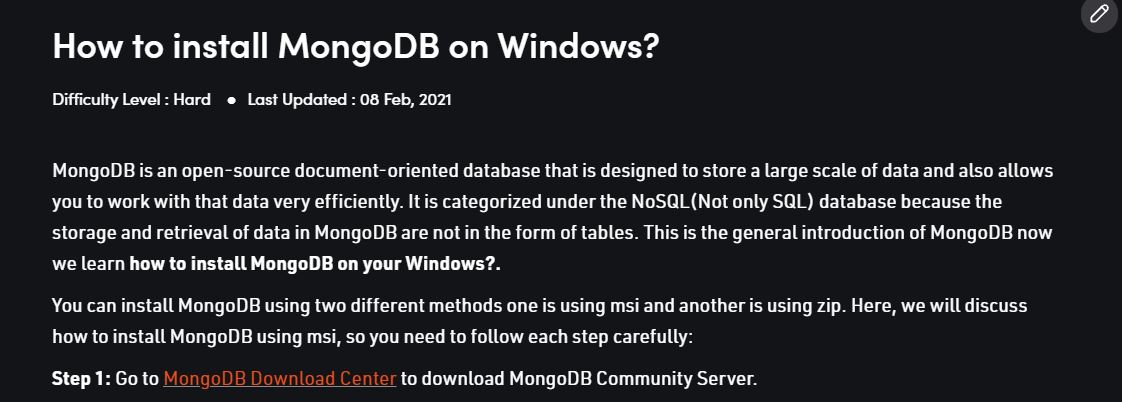 How to install MongoDB on Windows?
Difficulty Level : Hard ● Last Updated : 08 Feb, 2021
MongoDB is an open-source document-oriented database that is designed to store a large scale of data and also allows
you to work with that data very efficiently. It is categorized under the NoSQL(Not only SQL) database because the
storage and retrieval of data in MongoDB are not in the form of tables. This is the general introduction of MongoDB now
we learn how to install MongoDB on your Windows?.
You can install MongoDB using two different methods one is using msi and another is using zip. Here, we will discuss
how to install MongoDB using msi, so you need to follow each step carefully:
Step 1: Go to MongoDB Download Center to download MongoDB Community Server.